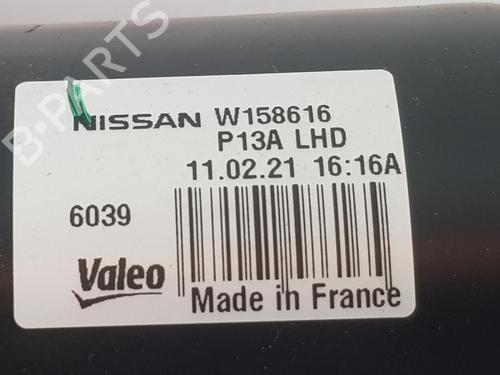 B-PARTS
NISSAN W158616
P13A LHD
11.02.21 16:16A
6039
Valeo
Made in France